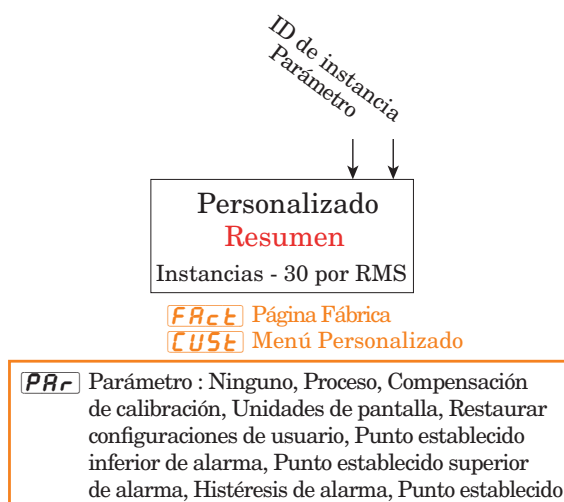 ID de instancia
Parámetro
Personalizado
Resumen
Instancias - 30 por RMS
FAct Página Fábrica
CUSt Menú Personalizado
PAr Parámetro : Ninguno, Proceso, Compensación
de calibración, Unidades de pantalla, Restaurar
configuraciones de usuario, Punto establecido
inferior de alarma, Punto establecido superior
de alarma, Histéresis de alarma, Punto establecido